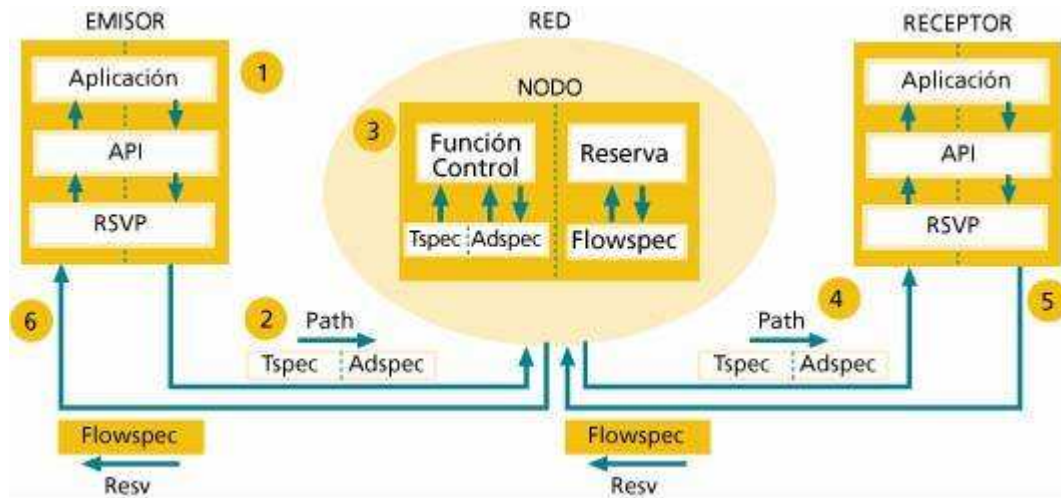 EMISOR
RED
RECEPTOR
Aplicación
API
RSVP
1
NODO
3
Función
Control
Reserva
Tspec Adspec
Flowspec
Aplicación
API
RSVP
6
2
Path
Tspec Adspec
4
Path
Tspec Adspec
5
Flowspec
Resv
Flowspec
Resv